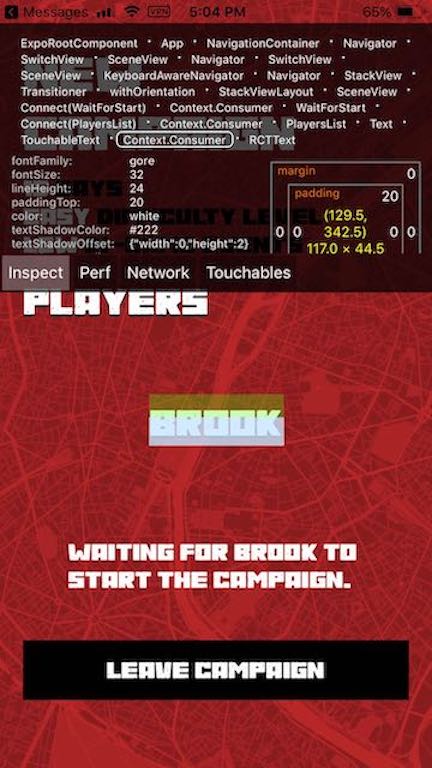 Messages VPN 5:04 PM 65%
ExpoRootComponent · App · NavigationContainer · Navigator ·
SwitchView · SceneView · Navigator · SwitchView ·
SceneView · KeyboardAwareNavigator · Navigator · StackView ·
Transitioner · withOrientation · StackViewLayout · SceneView ·
Connect(WaitForStart) · Context.Consumer · WaitForStart ·
Connect(PlayersList) · Context.Consumer · PlayersList · Text ·
TouchableText · Context.Consumer · RCTText
fontFamily: gore
fontSize: 32
lineHeight: 24
paddingTop: 20
color: white
textShadowColor: #222
textShadowOffset: {"width":0,"height":2}
margin 0
padding 20
0 0 (129.5, 342.5) 0 0
117.0 × 44.5
Inspect Perf Network Touchables
PLAYERS
BROOK
WAITING FOR BROOK TO
START THE CAMPAIGN.
LEAVE CAMPAIGN